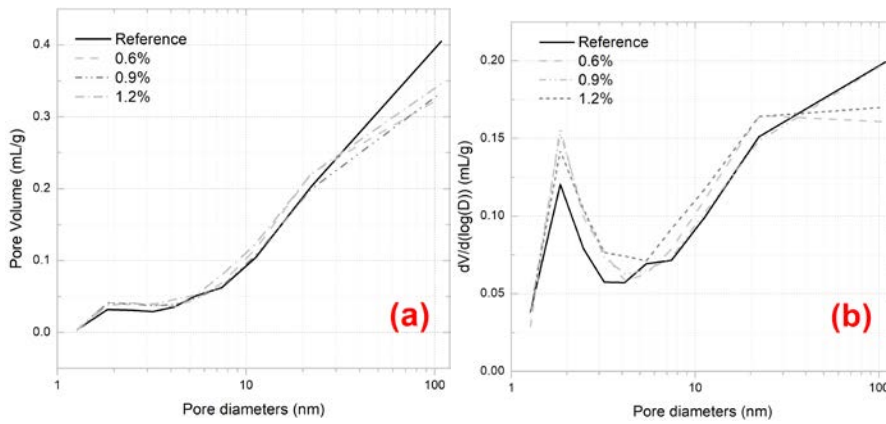 Reference
0.6%
0.9%
1.2%
0.4
0.3
0.2
0.1
0.0
Pore Volume (mL/g)
(a)
1 10 100
Pore diameters (nm)
Reference
0.6%
0.9%
1.2%
0.20
0.15
0.10
0.05
0.00
dV/d(log(D)) (mL/g)
(b)
1 10 100
Pore diameters (nm)